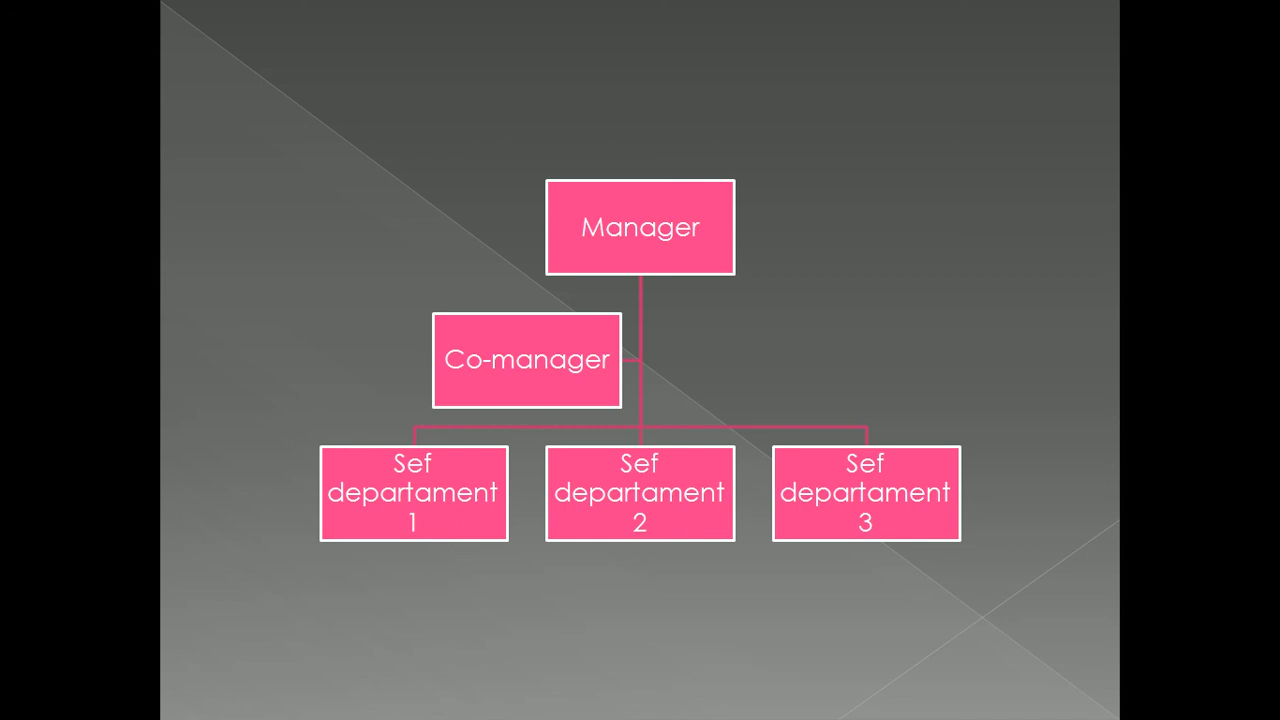 Manager
Co-manager
Sef
departament
1
Sef
departament
2
Sef
departament
3